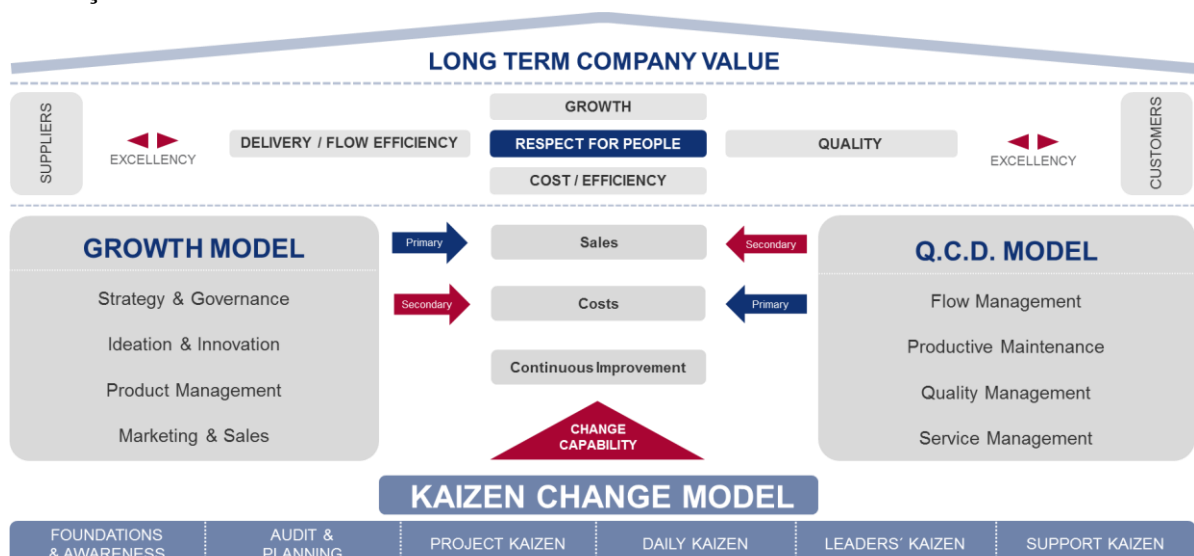 LONG TERM COMPANY VALUE
SUPPLIERS
EXCELLENCY
DELIVERY / FLOW EFFICIENCY
GROWTH
RESPECT FOR PEOPLE
COST / EFFICIENCY
QUALITY
EXCELLENCY
CUSTOMERS
GROWTH MODEL
Strategy & Governance
Ideation & Innovation
Product Management
Marketing & Sales
Primary
Sales
Secondary
Secondary
Costs
Primary
Continuous Improvement
CHANGE
CAPABILITY
Q.C.D. MODEL
Flow Management
Productive Maintenance
Quality Management
Service Management
KAIZEN CHANGE MODEL
FOUNDATIONS
& AWARENESS
AUDIT &
PLANNING
PROJECT KAIZEN
DAILY KAIZEN
LEADERS´ KAIZEN
SUPPORT KAIZEN